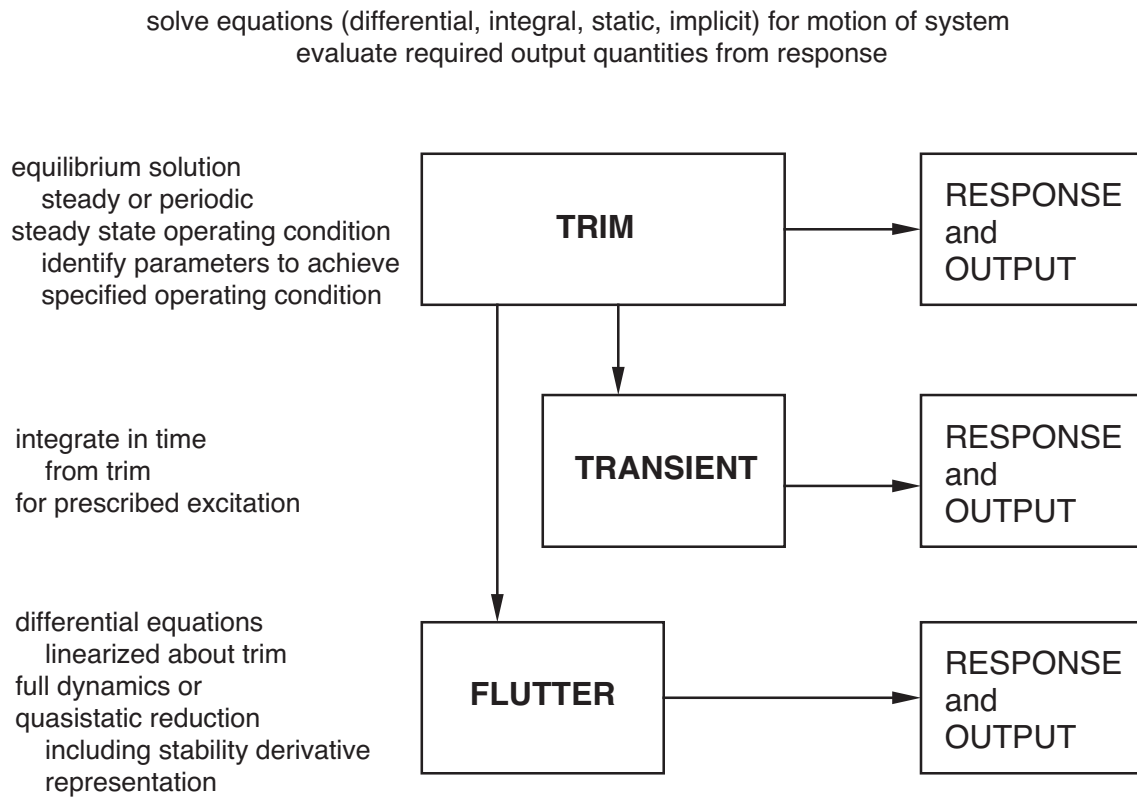 solve equations (differential, integral, static, implicit) for motion of system
evaluate required output quantities from response
equilibrium solution
steady or periodic
steady state operating condition
identify parameters to achieve
specified operating condition
TRIM
RESPONSE
and
OUTPUT
integrate in time
from trim
for prescribed excitation
TRANSIENT
RESPONSE
and
OUTPUT
differential equations
linearized about trim
full dynamics or
quasistatic reduction
including stability derivative
representation
FLUTTER
RESPONSE
and
OUTPUT